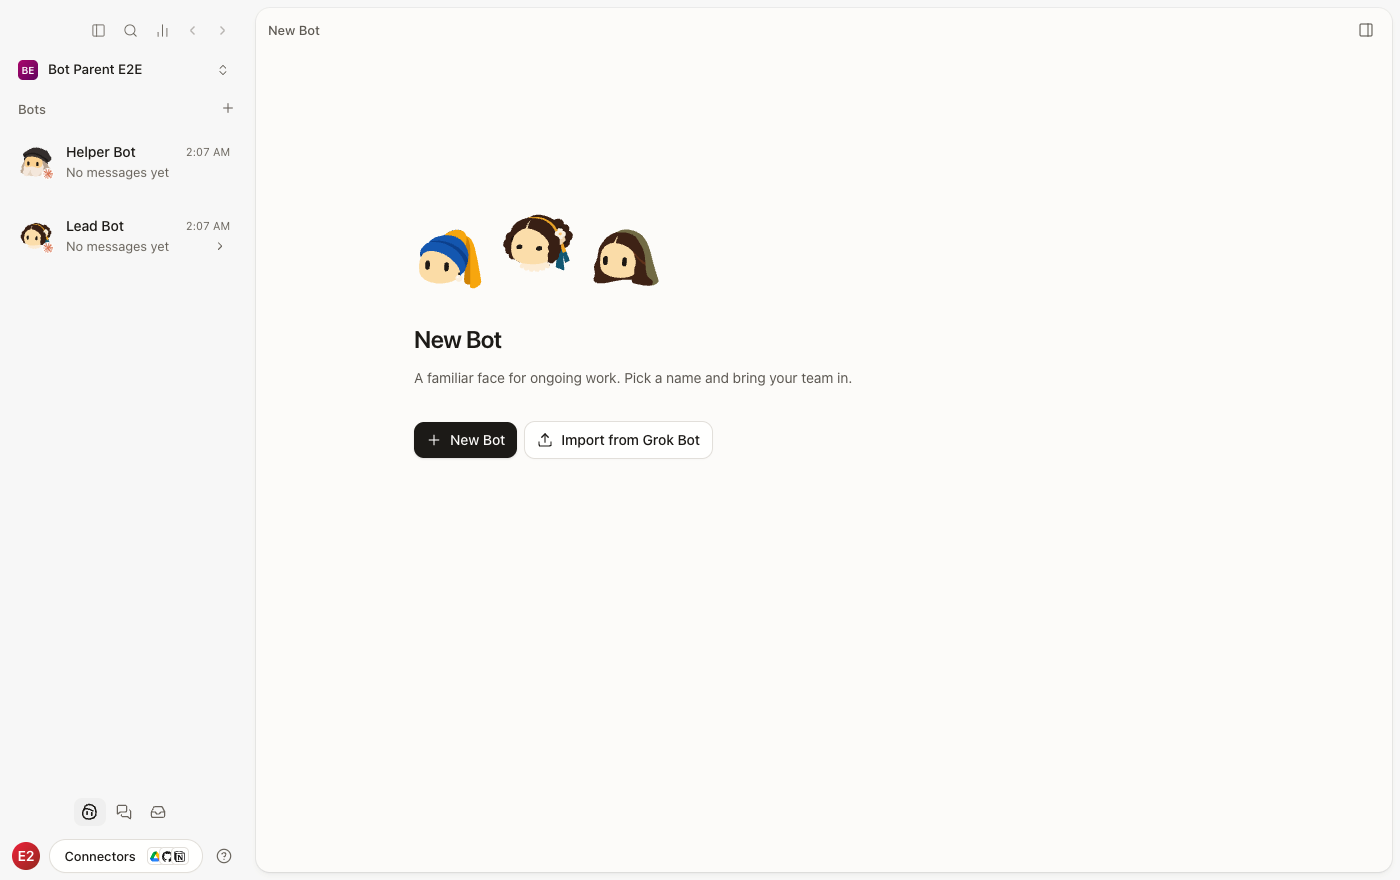 New Bot
BE Bot Parent E2E
Bots
Helper Bot 2:07 AM
No messages yet
Lead Bot 2:07 AM
No messages yet
New Bot
A familiar face for ongoing work. Pick a name and bring your team in.
New Bot
Import from Grok Bot
E2 Connectors